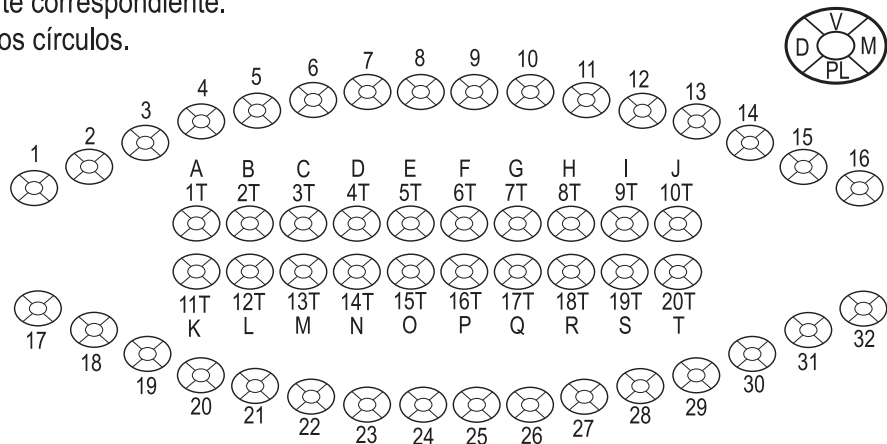 te correspondiente.
os círculos.
V
D M
PL
1 2 3 4 5 6 7 8 9 10 11 12 13 14 15 16
A B C D E F G H I J
1T 2T 3T 4T 5T 6T 7T 8T 9T 10T
11T 12T 13T 14T 15T 16T 17T 18T 19T 20T
K L M N O P Q R S T
17 18 19 20 21 22 23 24 25 26 27 28 29 30 31 32